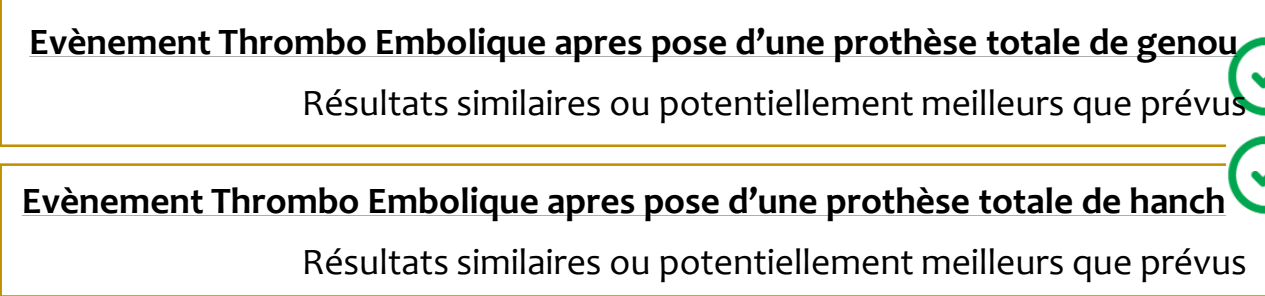 Evènement Thrombo Embolique apres pose d’une prothèse totale de genou
Résultats similaires ou potentiellement meilleurs que prévus
Evènement Thrombo Embolique apres pose d’une prothèse totale de hanch
Résultats similaires ou potentiellement meilleurs que prévus